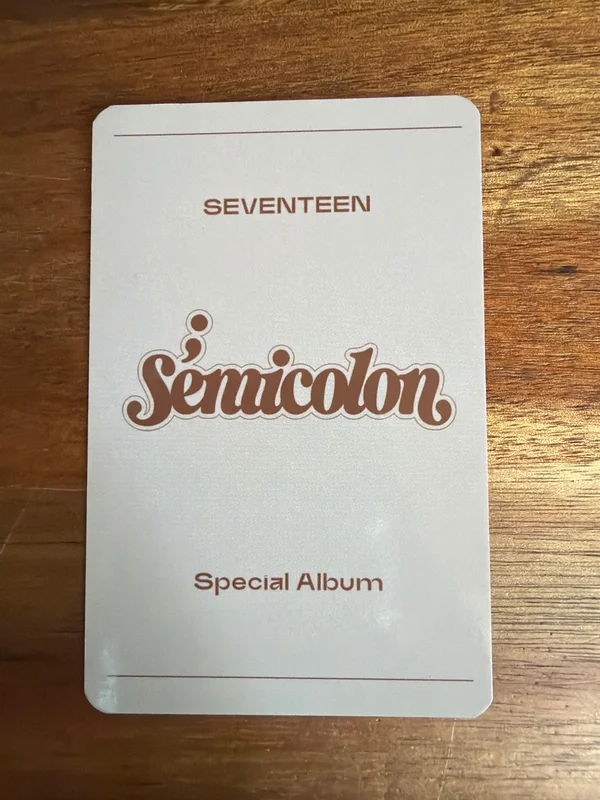 SEVENTEEN
; Semicolon
Special Album